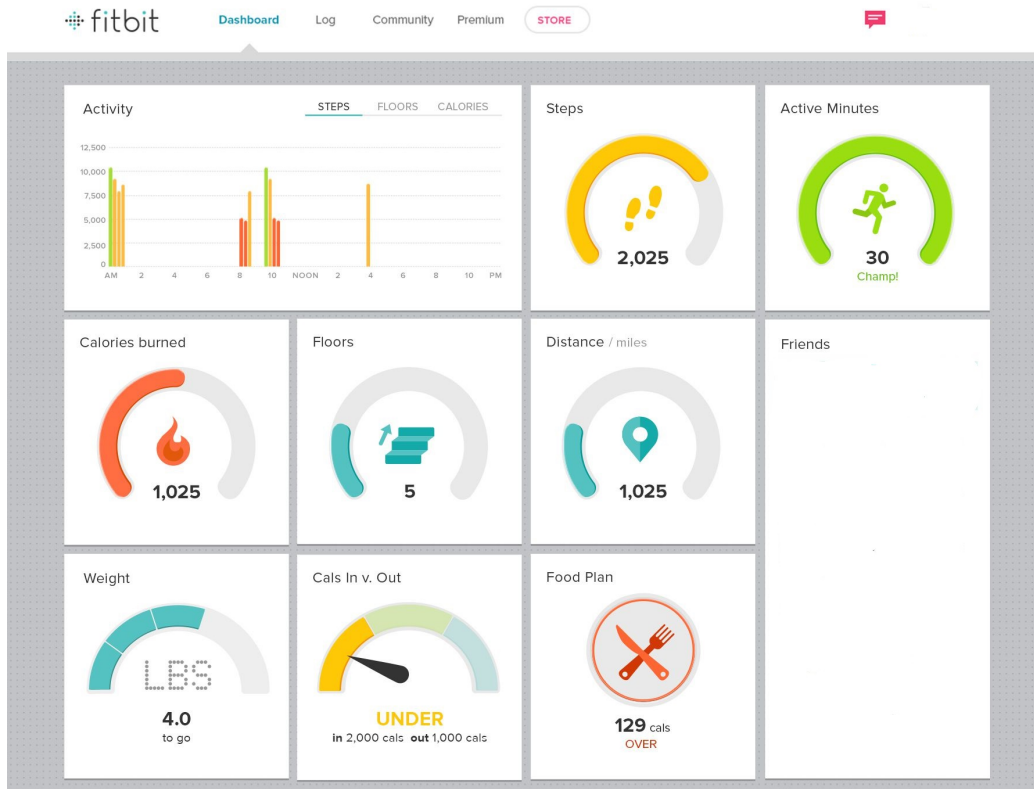 fitbit Dashboard Log Community Premium STORE
Activity STEPS FLOORS CALORIES
12,500
10,000
7,500
5,000
2,500
0
AM 2 4 6 8 10 NOON 2 4 6 8 10 PM
Steps
2,025
Active Minutes
30
Champ!
Calories burned
1,025
Floors
5
Distance / miles
1,025
Friends
Weight
LBS
4.0
to go
Cals In v. Out
UNDER
in 2,000 cals out 1,000 cals
Food Plan
129 cals
OVER